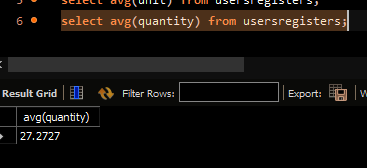 5 select avg(unit) from usersregisters;
6 select avg(quantity) from usersregisters;
Result Grid Filter Rows: Export:
avg(quantity)
27.2727